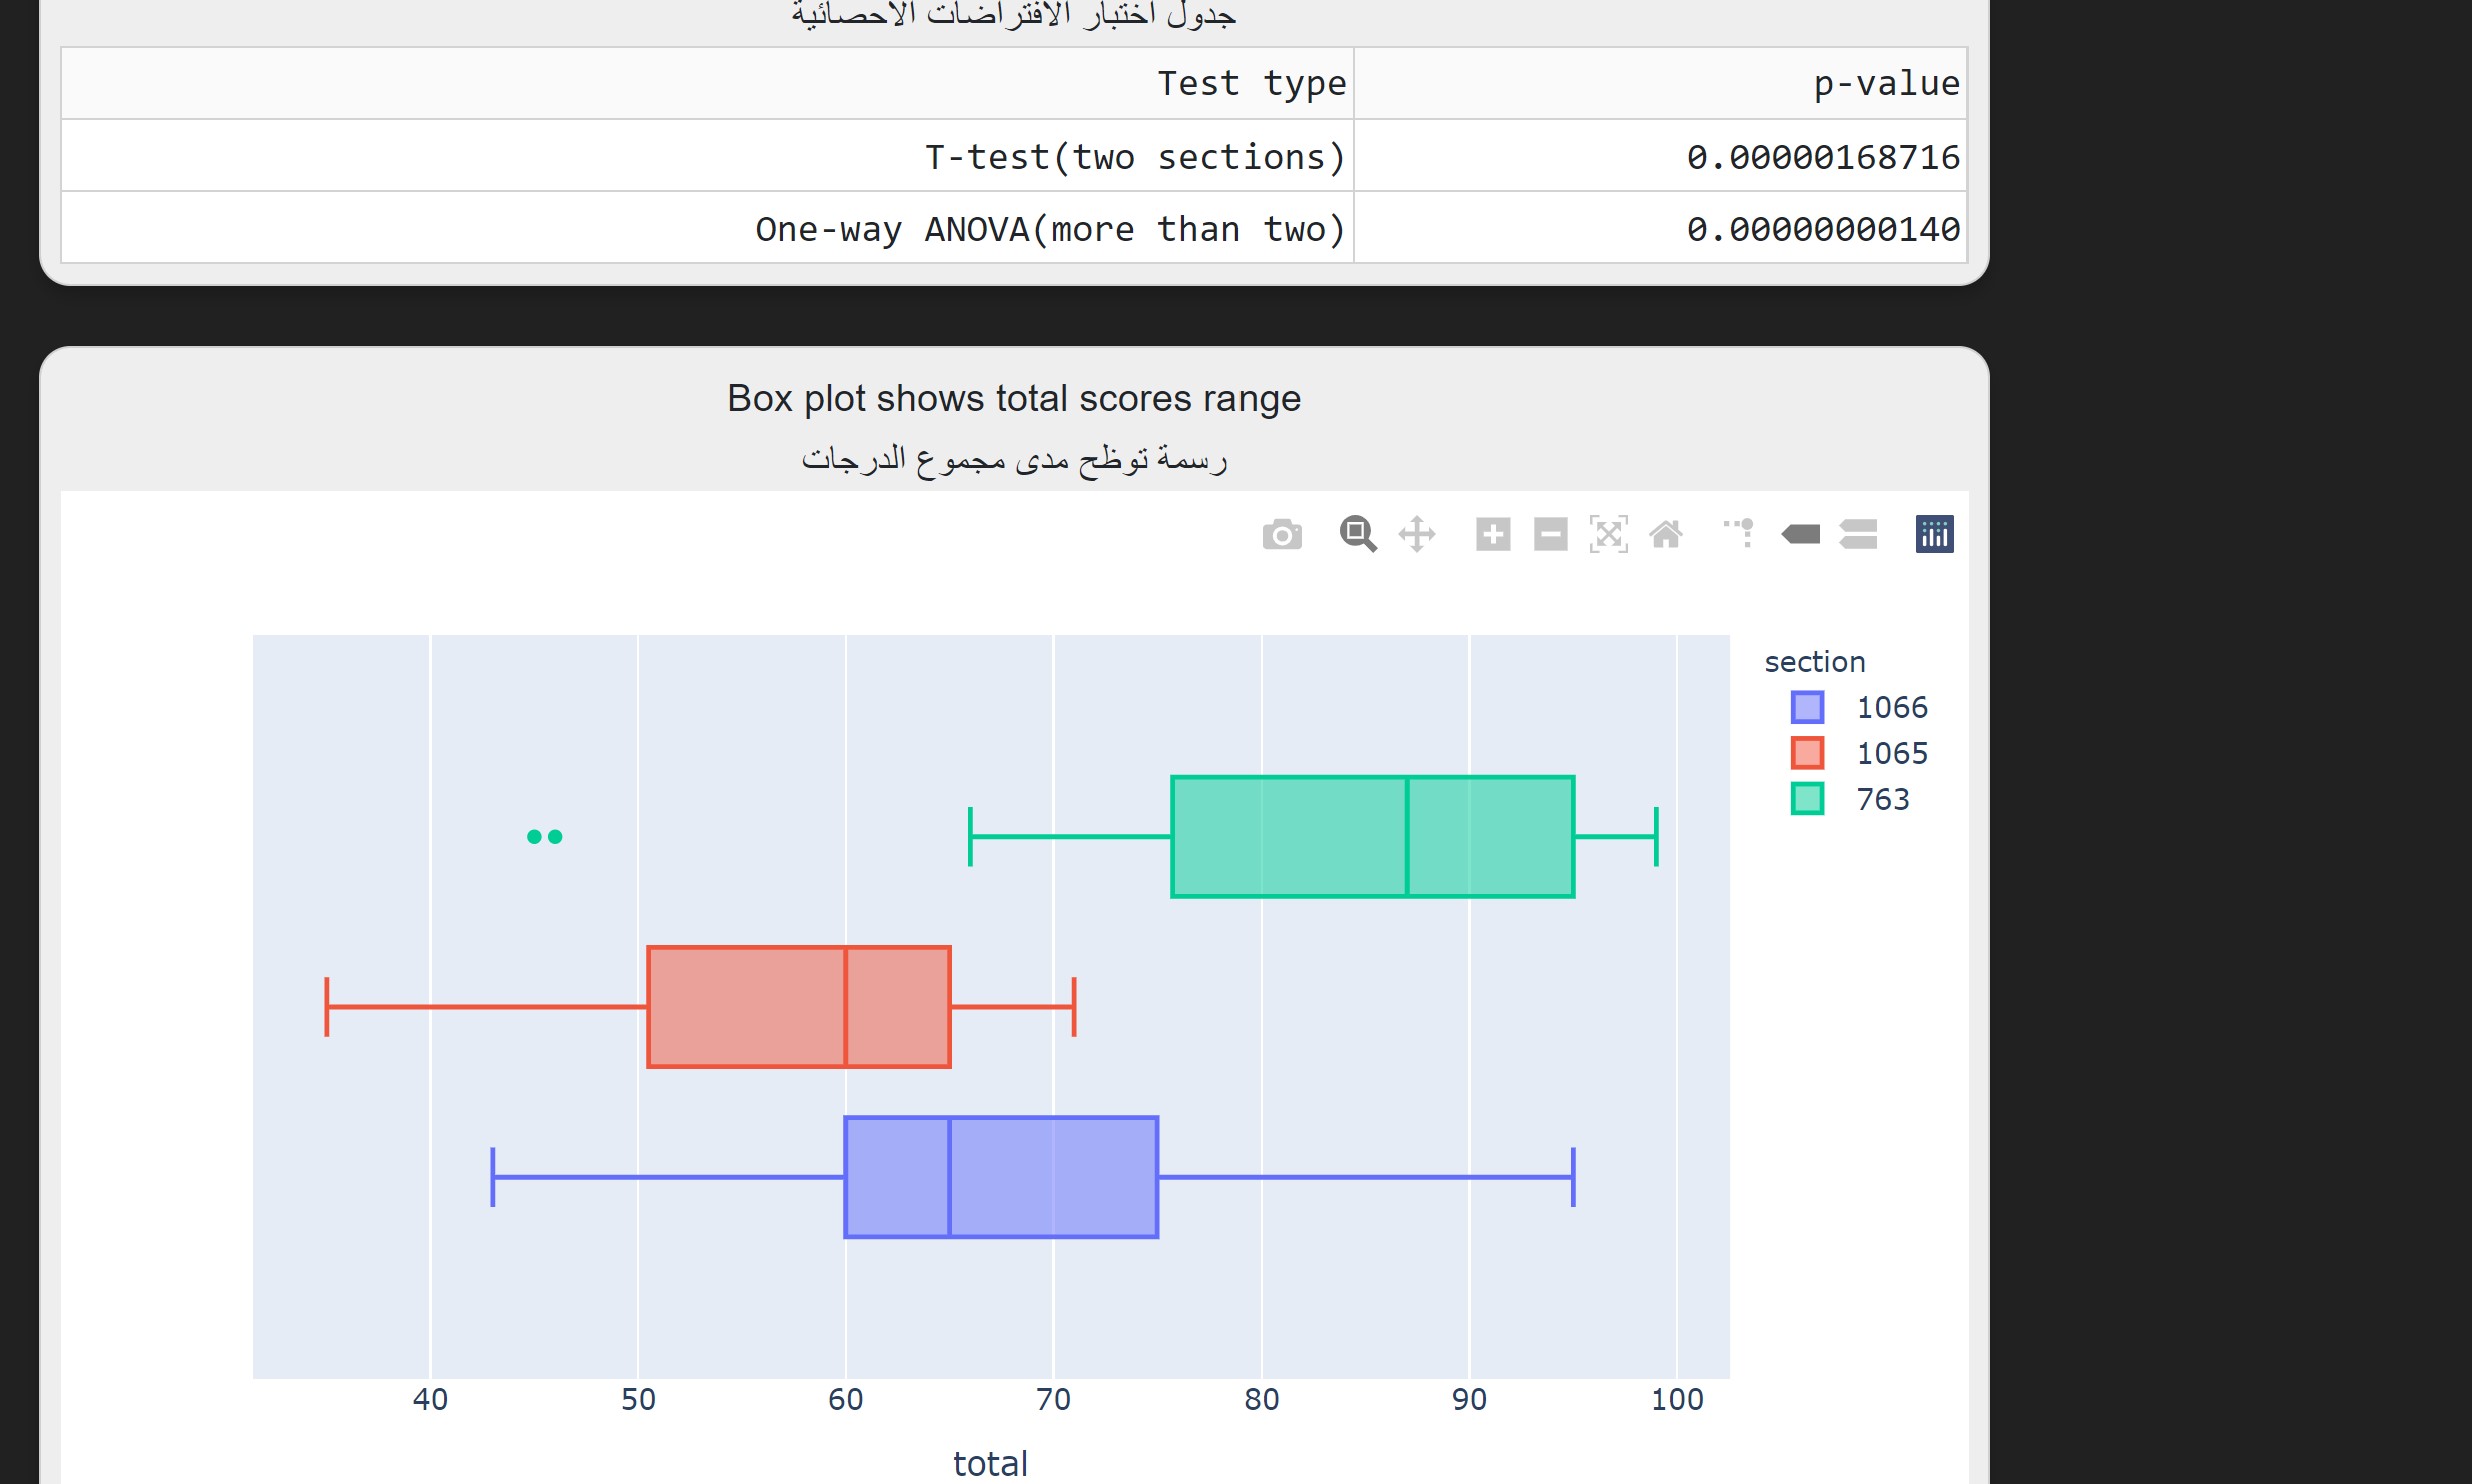 جدول اختبار الافتراضات الاحصائية
Test type p-value
T-test(two sections) 0.00000168716
One-way ANOVA(more than two) 0.00000000140
Box plot shows total scores range
رسمة توظح مدى مجموع الدرجات
section
1066
1065
763
40 50 60 70 80 90 100
total